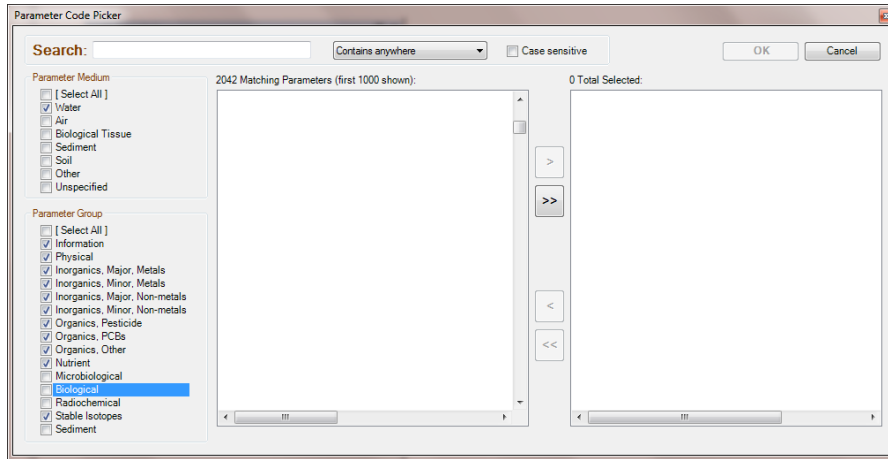 Parameter Code Picker
Search:
Contains anywhere
Case sensitive
OK
Cancel
Parameter Medium
[ Select All ]
Water
Air
Biological Tissue
Sediment
Soil
Other
Unspecified
Parameter Group
[ Select All ]
Information
Physical
Inorganics, Major, Metals
Inorganics, Minor, Metals
Inorganics, Major, Non-metals
Inorganics, Minor, Non-metals
Organics, Pesticide
Organics, PCBs
Organics, Other
Nutrient
Microbiological
Biological
Radiochemical
Stable Isotopes
Sediment
2042 Matching Parameters (first 1000 shown):
>
>>
<
<<
0 Total Selected: